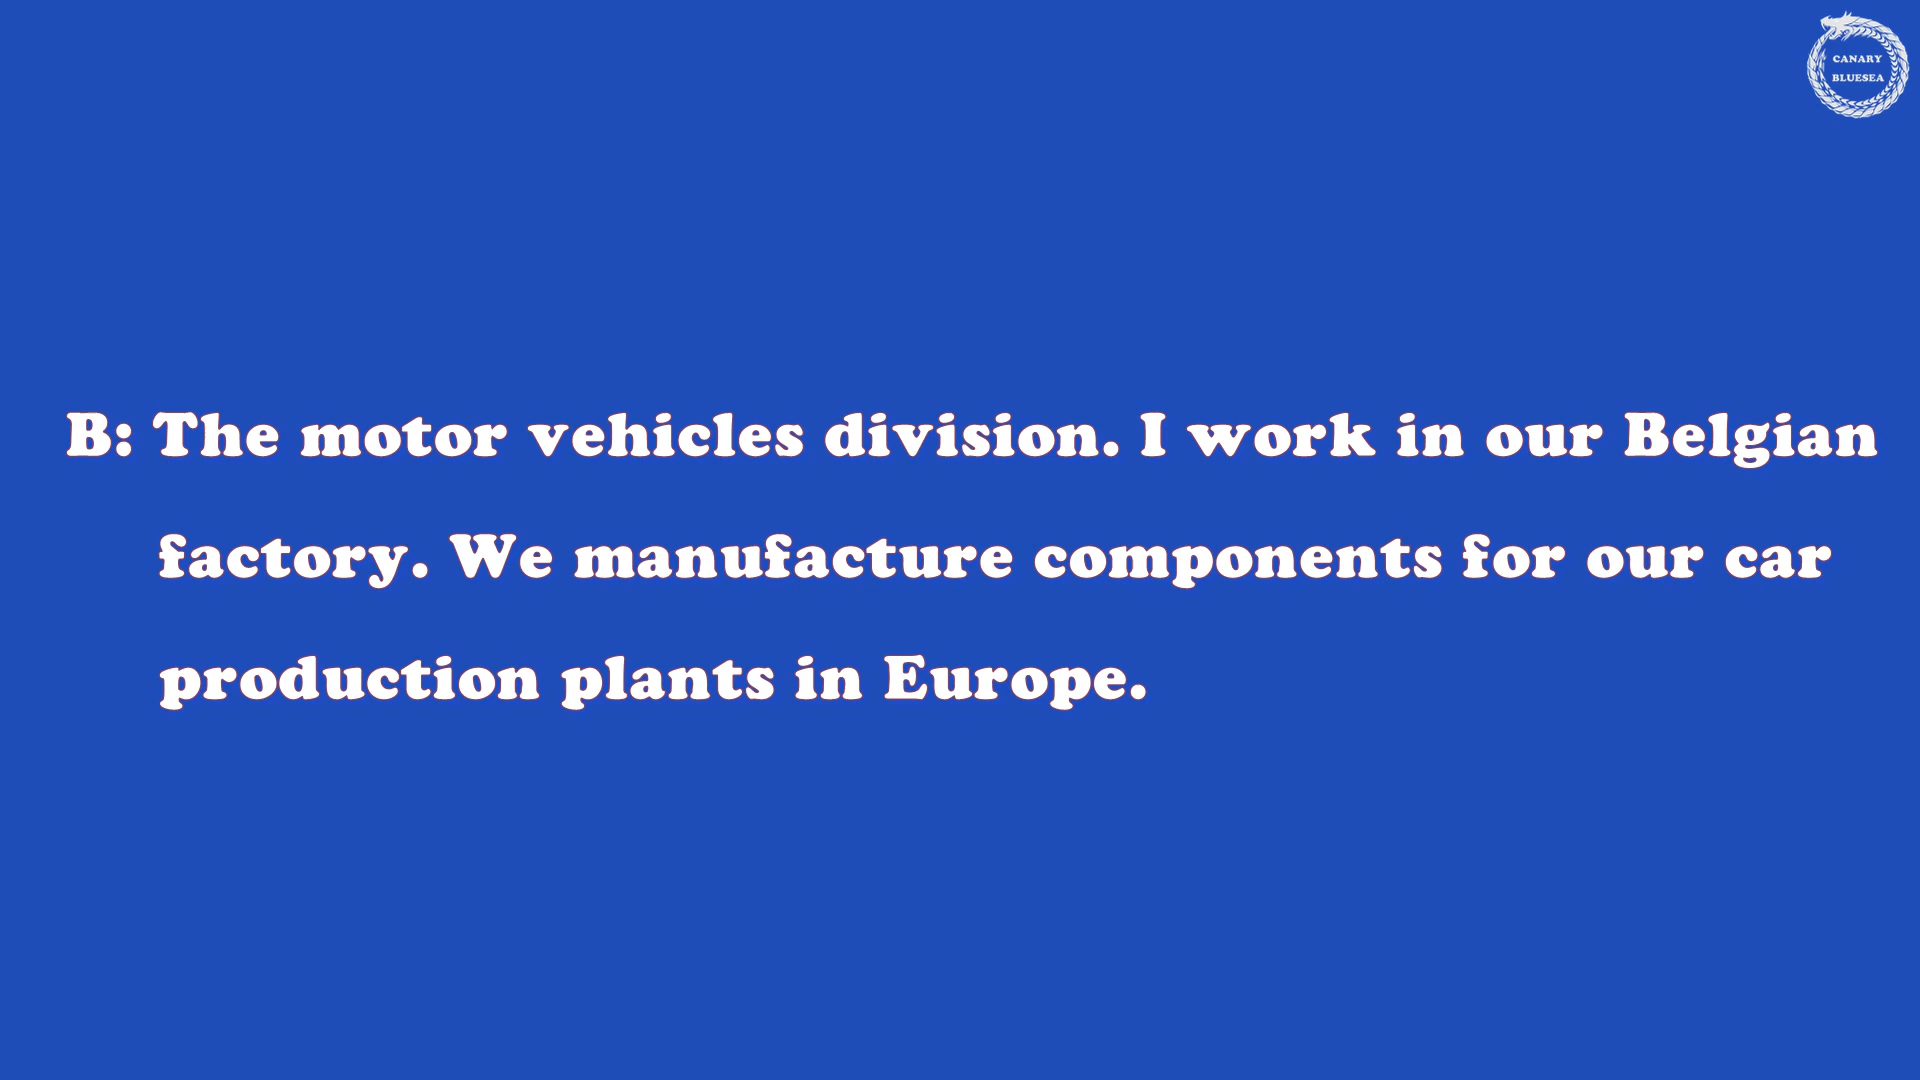 CANARY
BLUESEA
B: The motor vehicles division. I work in our Belgian
factory. We manufacture components for our car
production plants in Europe.